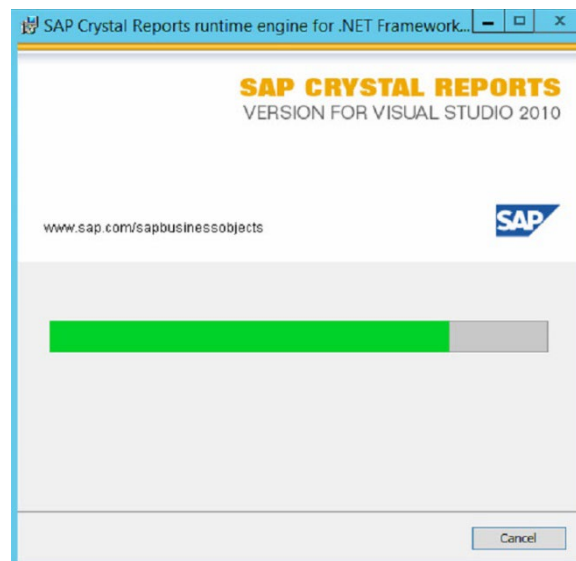 SAP Crystal Reports runtime engine for .NET Framework...
SAP CRYSTAL REPORTS
VERSION FOR VISUAL STUDIO 2010
www.sap.com/sapbusinessobjects
SAP
Cancel